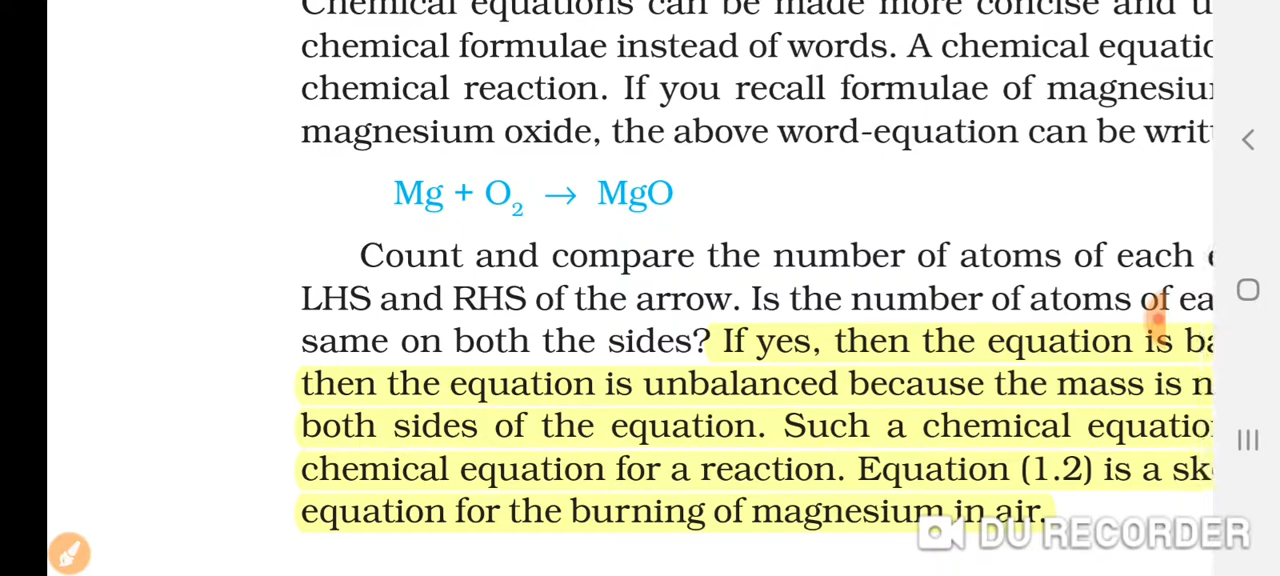 Chemical equations can be made more concise and u
chemical formulae instead of words. A chemical equatio
chemical reaction. If you recall formulae of magnesiu
magnesium oxide, the above word-equation can be writ
Mg + O₂ → MgO
Count and compare the number of atoms of each e
LHS and RHS of the arrow. Is the number of atoms of ea
same on both the sides? If yes, then the equation is ba
then the equation is unbalanced because the mass is n
both sides of the equation. Such a chemical equatio
chemical equation for a reaction. Equation (1.2) is a sk
equation for the burning of magnesium in air.
DU RECORDER